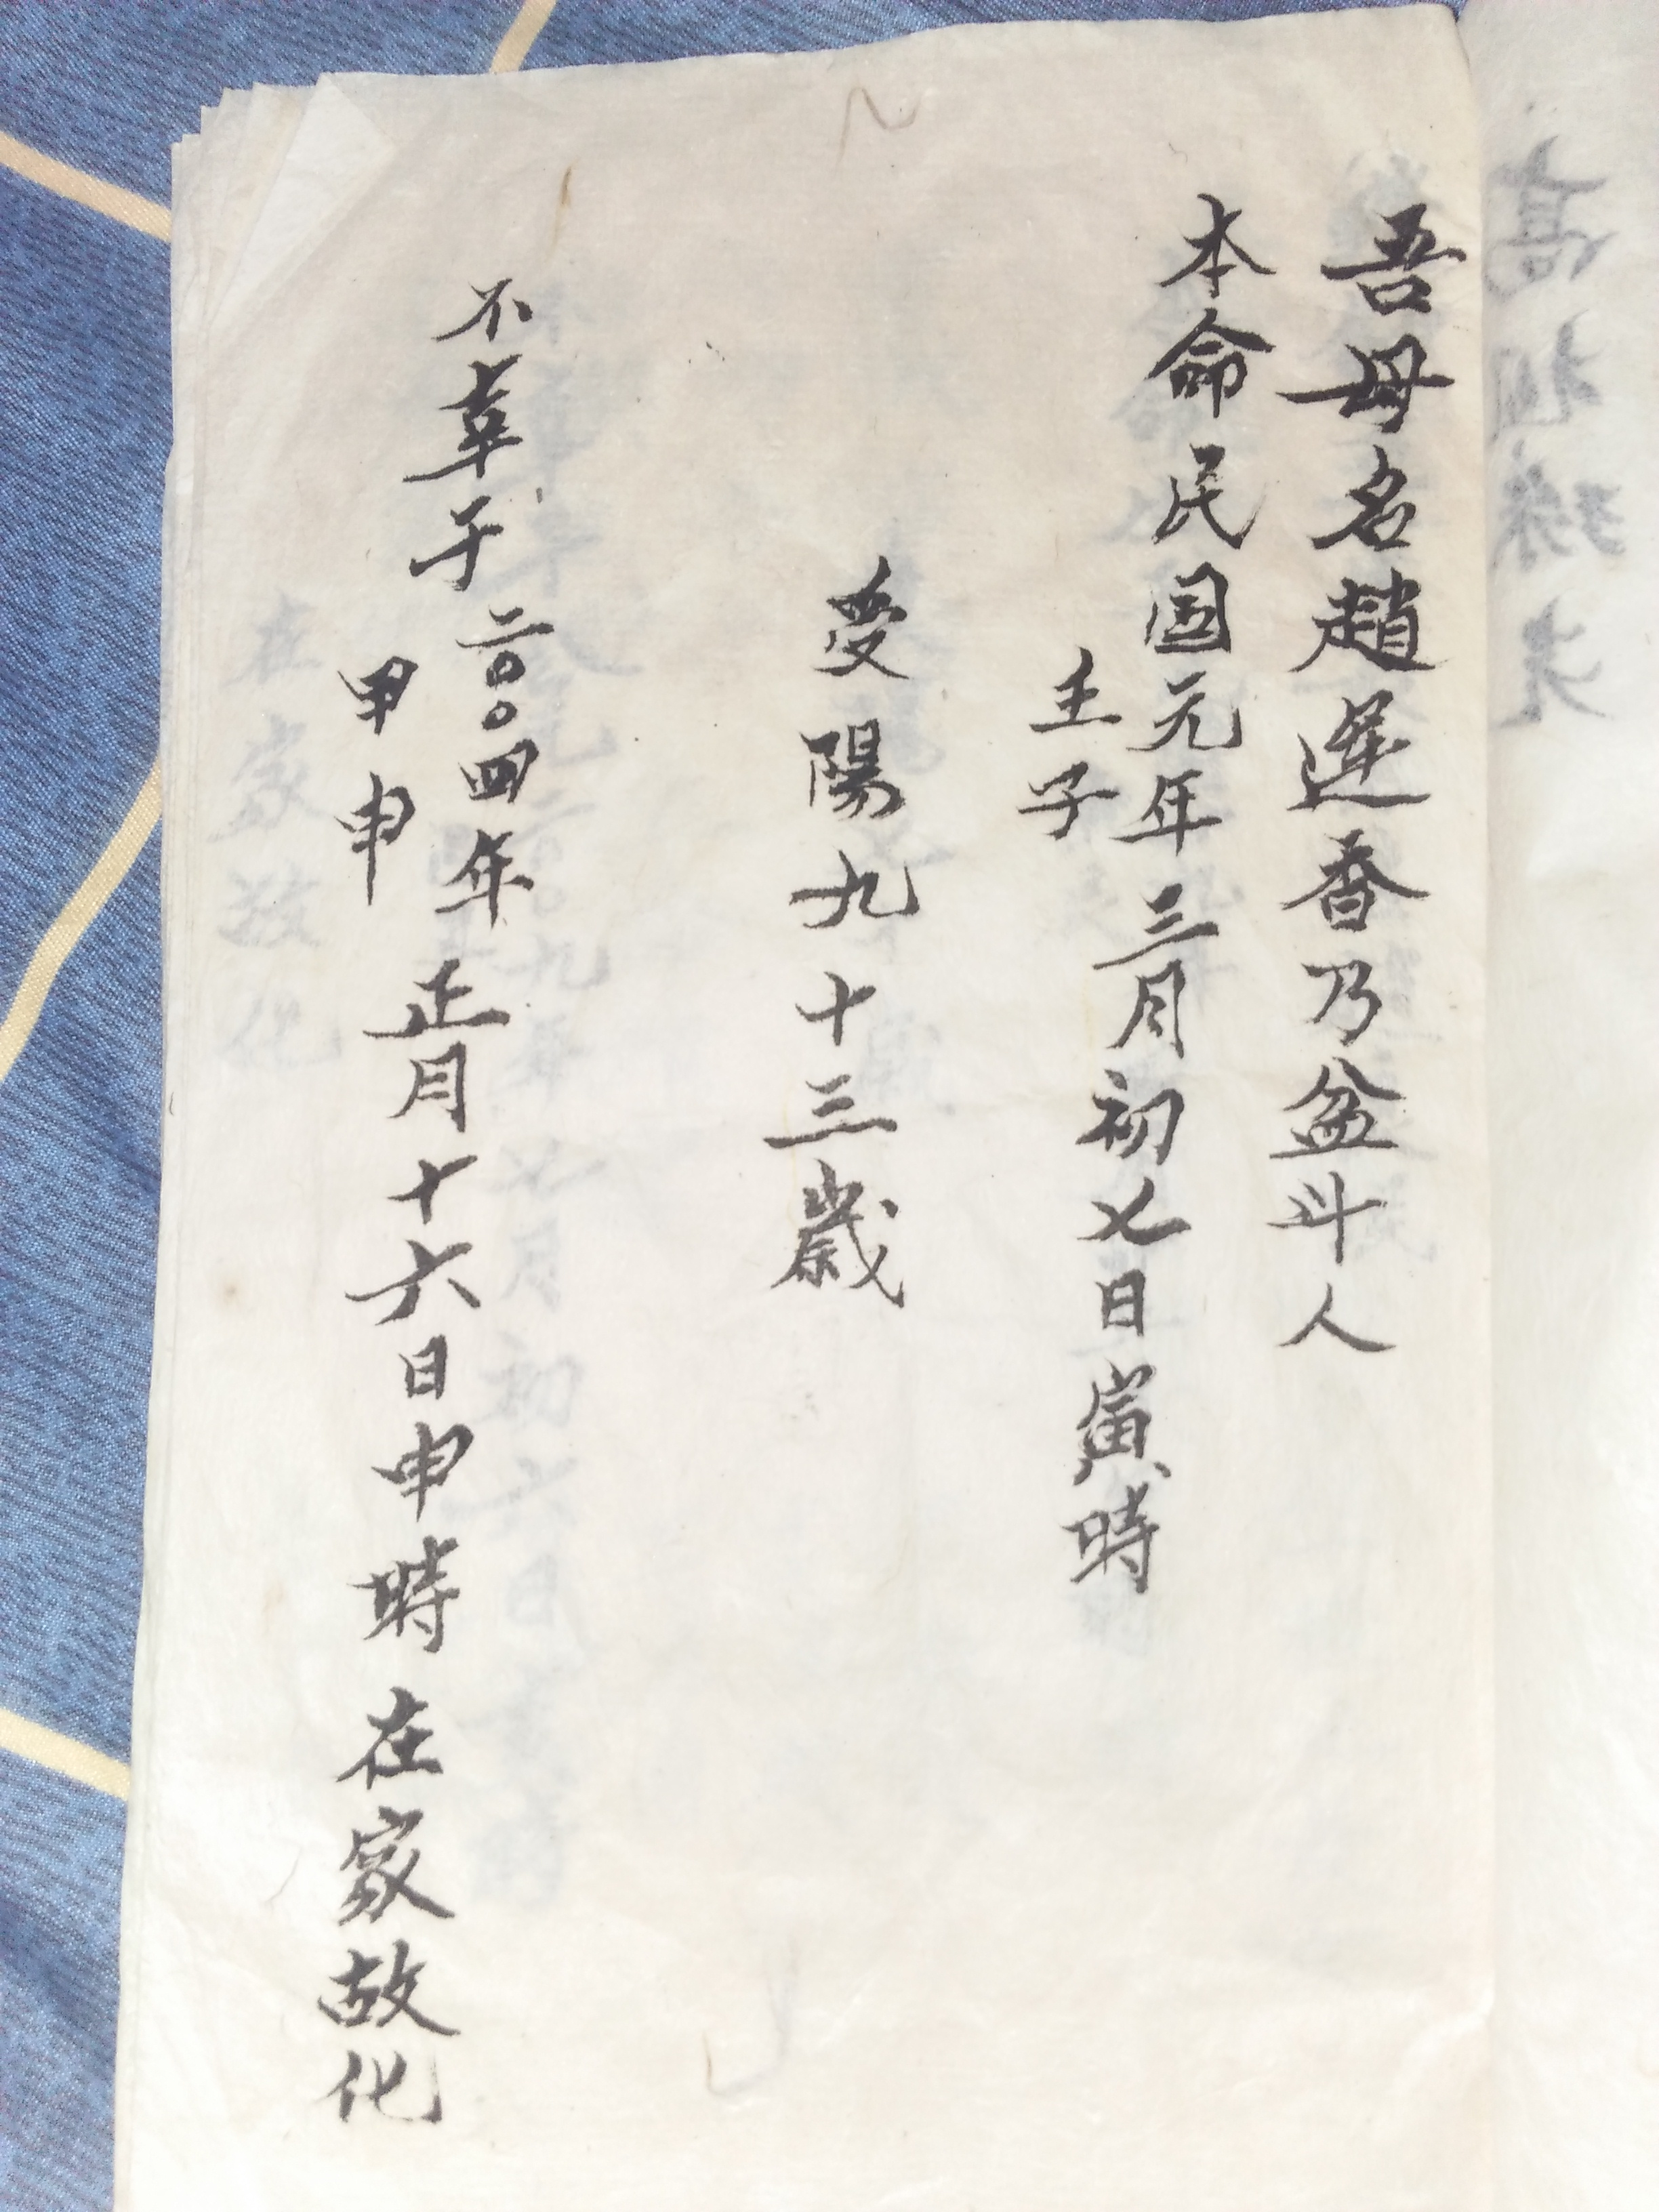 吾母名趙蓮香乃盆斗人
本命民国元年三月初七日寅時
壬子
受陽九十三歲
不幸于二〇〇四年正月十六日申時在家故化
甲申